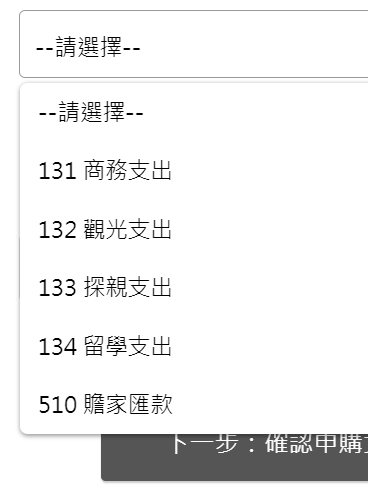 --請選擇--
--請選擇--
131 商務支出
132 觀光支出
133 探親支出
134 留學支出
510 贍家匯款
下一步：確認申購